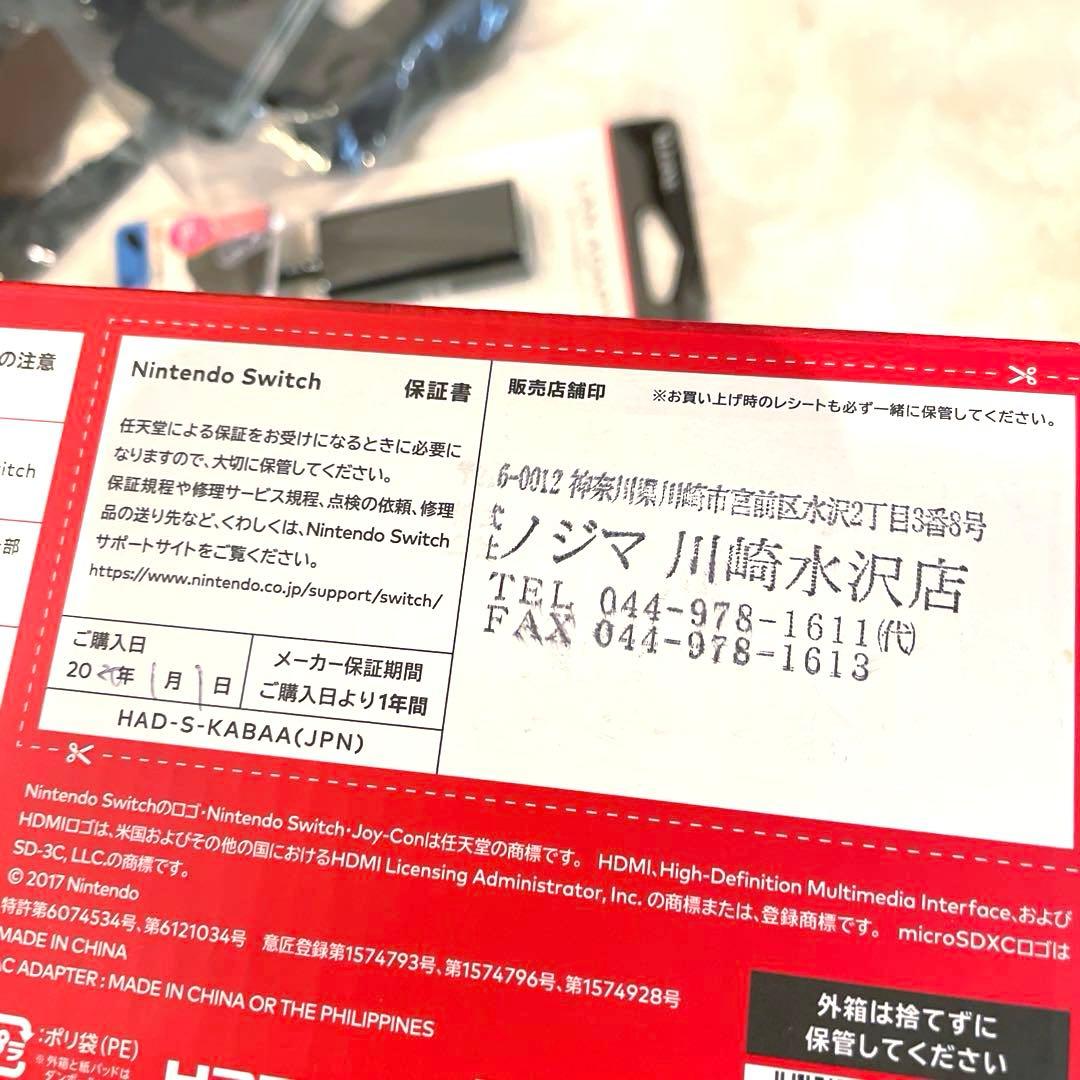 の注意
itch
部
Nintendo Switch 保証書
任天堂による保証をお受けになるときに必要に
なりますので、大切に保管してください。
保証規程や修理サービス規程、点検の依頼、修理
品の送り先など、くわしくは、Nintendo Switch
サポートサイトをご覧ください。
https://www.nintendo.co.jp/support/switch/
ご購入日
20 年 1月 1日
メーカー保証期間
ご購入日より1年間
HAD-S-KABAA(JPN)
販売店舗印 ※お買い上げ時のレシートも必ず一緒に保管してください。
6-0012 神奈川県川崎市宮前区水沢2丁目3番8号
ノジマ 川崎水沢店
TEL 044-978-1611(代)
FAX 044-978-1613
Nintendo Switchのロゴ・Nintendo Switch・Joy-Conは任天堂の商標です。 HDMI、High-Definition Multimedia Interface、および
HDMIロゴは、米国およびその他の国におけるHDMI Licensing Administrator, Inc. の商標または、登録商標です。 microSDXCロゴは
SD-3C, LLC.の商標です。
© 2017 Nintendo
特許第6074534号、第6121034号 意匠登録第1574793号、第1574796号、第1574928号
MADE IN CHINA
AC ADAPTER : MADE IN CHINA OR THE PHILIPPINES
プラ
:ポリ袋(PE)
※外箱と紙パッドは
外箱は捨てずに
保管してください